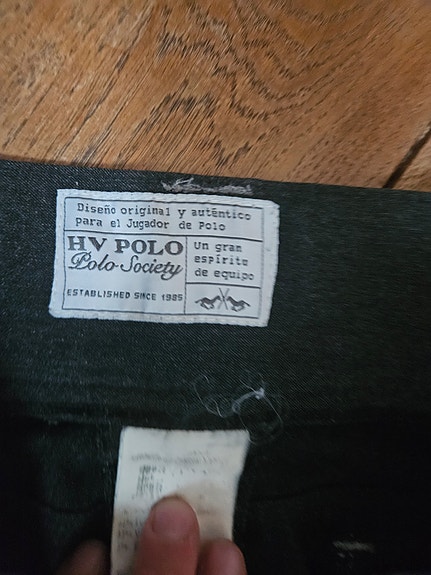 Diseño original y auténtico
para el Jugador de Polo
HV POLO
Polo Society
ESTABLISHED SINCE 1985
Un gran
espírito
de equipo